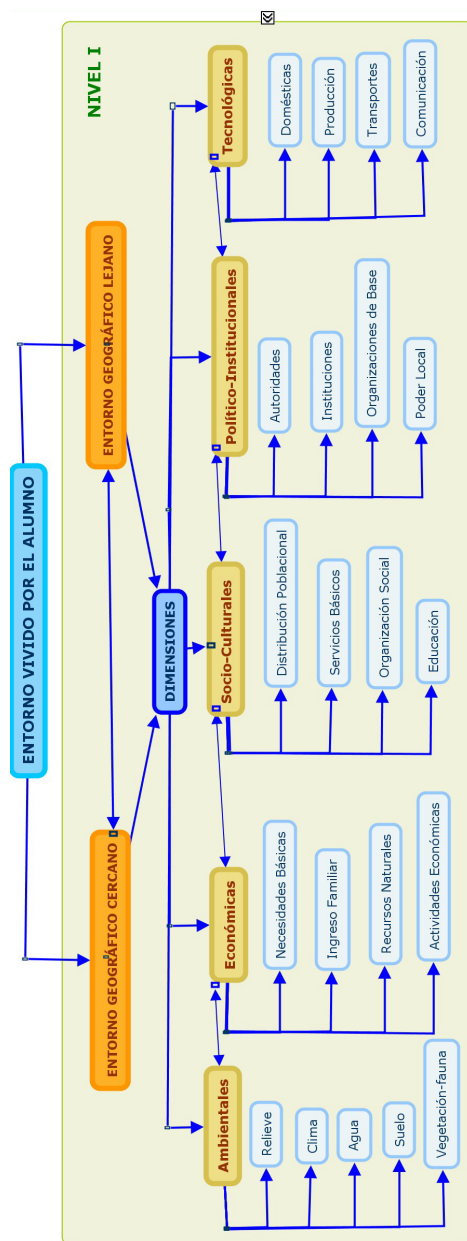 ENTORNO VIVIDO POR EL ALUMNO
NIVEL I
ENTORNO GEOGRÁFICO CERCANO
ENTORNO GEOGRÁFICO LEJANO
DIMENSIONES
Ambientales
Económicas
Socio-Culturales
Político-Institucionales
Tecnológicas
Relieve
Clima
Agua
Suelo
Vegetación-fauna
Necesidades Básicas
Ingreso Familiar
Recursos Naturales
Actividades Económicas
Distribución Poblacional
Servicios Básicos
Organización Social
Educación
Autoridades
Instituciones
Organizaciones de Base
Poder Local
Domésticas
Producción
Transportes
Comunicación